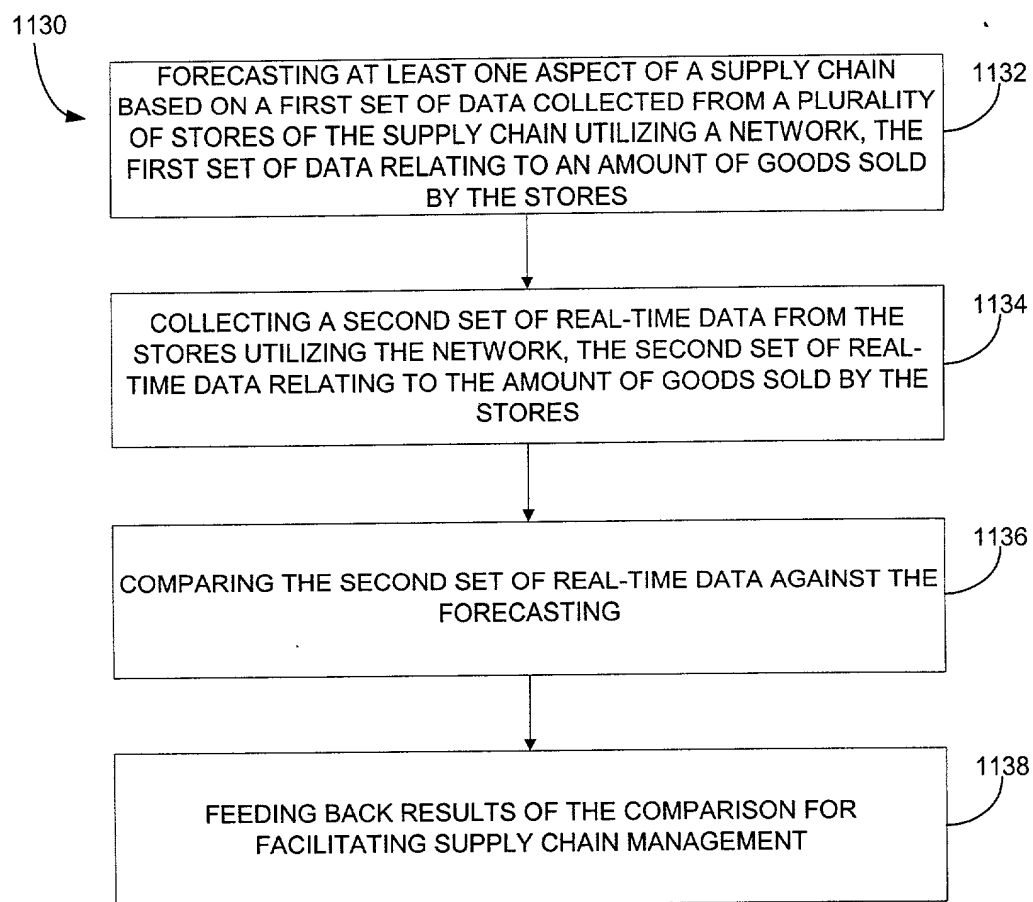 1130
FORECASTING AT LEAST ONE ASPECT OF A SUPPLY CHAIN
BASED ON A FIRST SET OF DATA COLLECTED FROM A PLURALITY
OF STORES OF THE SUPPLY CHAIN UTILIZING A NETWORK, THE
FIRST SET OF DATA RELATING TO AN AMOUNT OF GOODS SOLD
BY THE STORES
1132
COLLECTING A SECOND SET OF REAL-TIME DATA FROM THE
STORES UTILIZING THE NETWORK, THE SECOND SET OF REAL-
TIME DATA RELATING TO THE AMOUNT OF GOODS SOLD BY THE
STORES
1134
COMPARING THE SECOND SET OF REAL-TIME DATA AGAINST THE
FORECASTING
1136
FEEDING BACK RESULTS OF THE COMPARISON FOR
FACILITATING SUPPLY CHAIN MANAGEMENT
1138